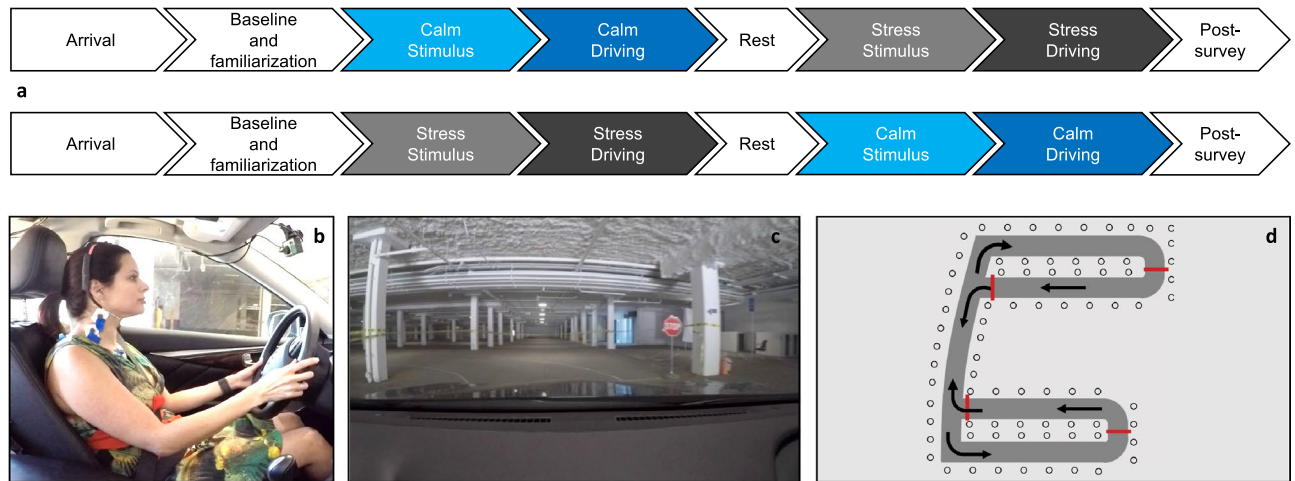 Arrival
Baseline
and
familiarization
Calm
Stimulus
Calm
Driving
Rest
Stress
Stimulus
Stress
Driving
Post-
survey
a
Arrival
Baseline
and
familiarization
Stress
Stimulus
Stress
Driving
Rest
Calm
Stimulus
Calm
Driving
Post-
survey
b
c
STOP
d